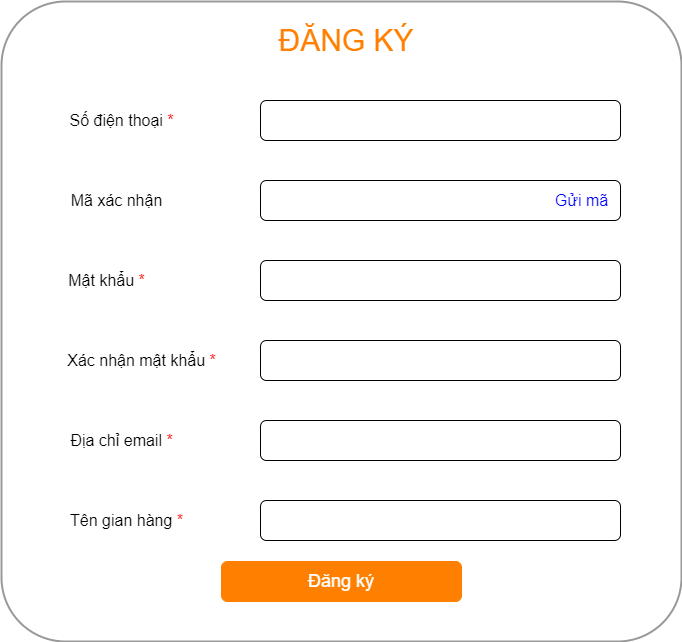 ĐĂNG KÝ
Số điện thoại *
Mã xác nhận
Gửi mã
Mật khẩu *
Xác nhận mật khẩu *
Địa chỉ email *
Tên gian hàng *
Đăng ký